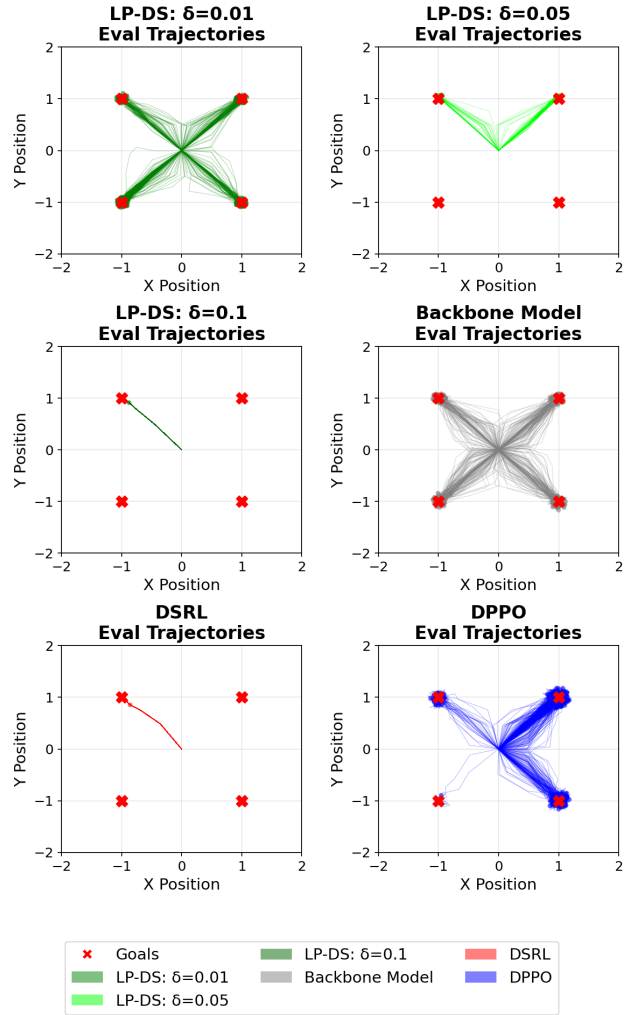 LP-DS: δ=0.01
Eval Trajectories
LP-DS: δ=0.05
Eval Trajectories
2
1
0
−1
−2
Y Position
−2 −1 0 1 2
X Position
2
1
0
−1
−2
Y Position
−2 −1 0 1 2
X Position
LP-DS: δ=0.1
Eval Trajectories
Backbone Model
Eval Trajectories
2
1
0
−1
−2
Y Position
−2 −1 0 1 2
X Position
2
1
0
−1
−2
Y Position
−2 −1 0 1 2
X Position
DSRL
Eval Trajectories
DPPO
Eval Trajectories
2
1
0
−1
−2
Y Position
−2 −1 0 1 2
X Position
2
1
0
−1
−2
Y Position
−2 −1 0 1 2
X Position
Goals
LP-DS: δ=0.01
LP-DS: δ=0.05
LP-DS: δ=0.1
Backbone Model
DSRL
DPPO